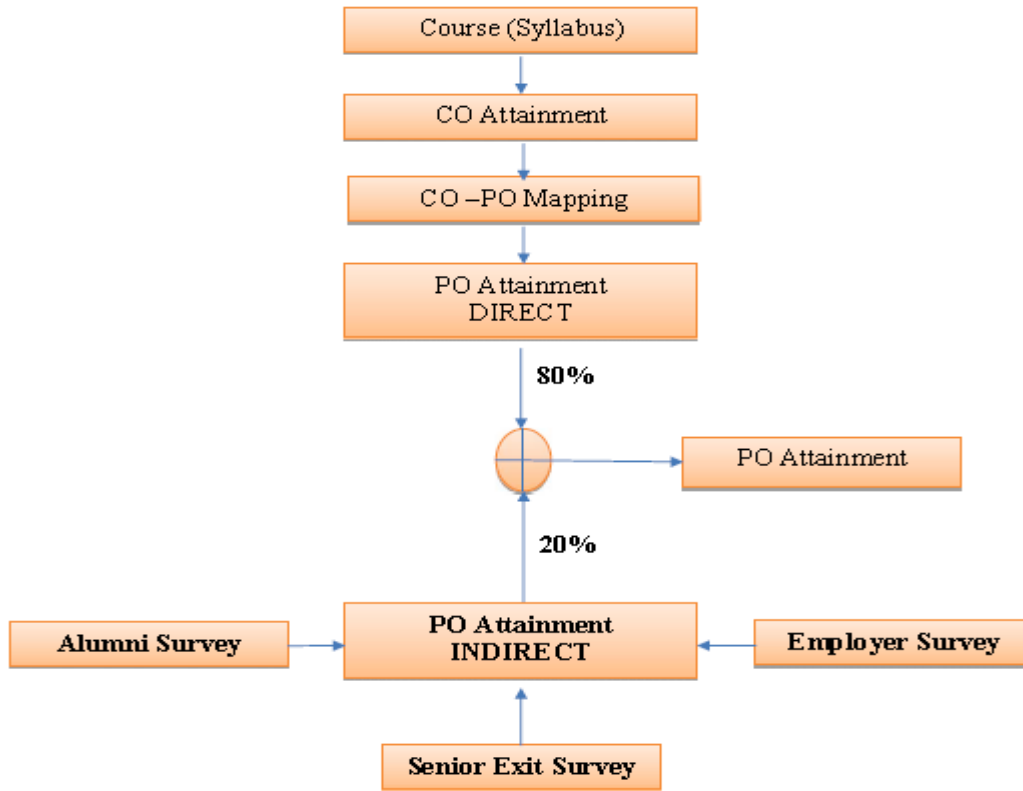 Course (Syllabus)
CO Attainment
CO –PO Mapping
PO Attainment
DIRECT
80%
PO Attainment
20%
Alumni Survey
PO Attainment
INDIRECT
Employer Survey
Senior Exit Survey